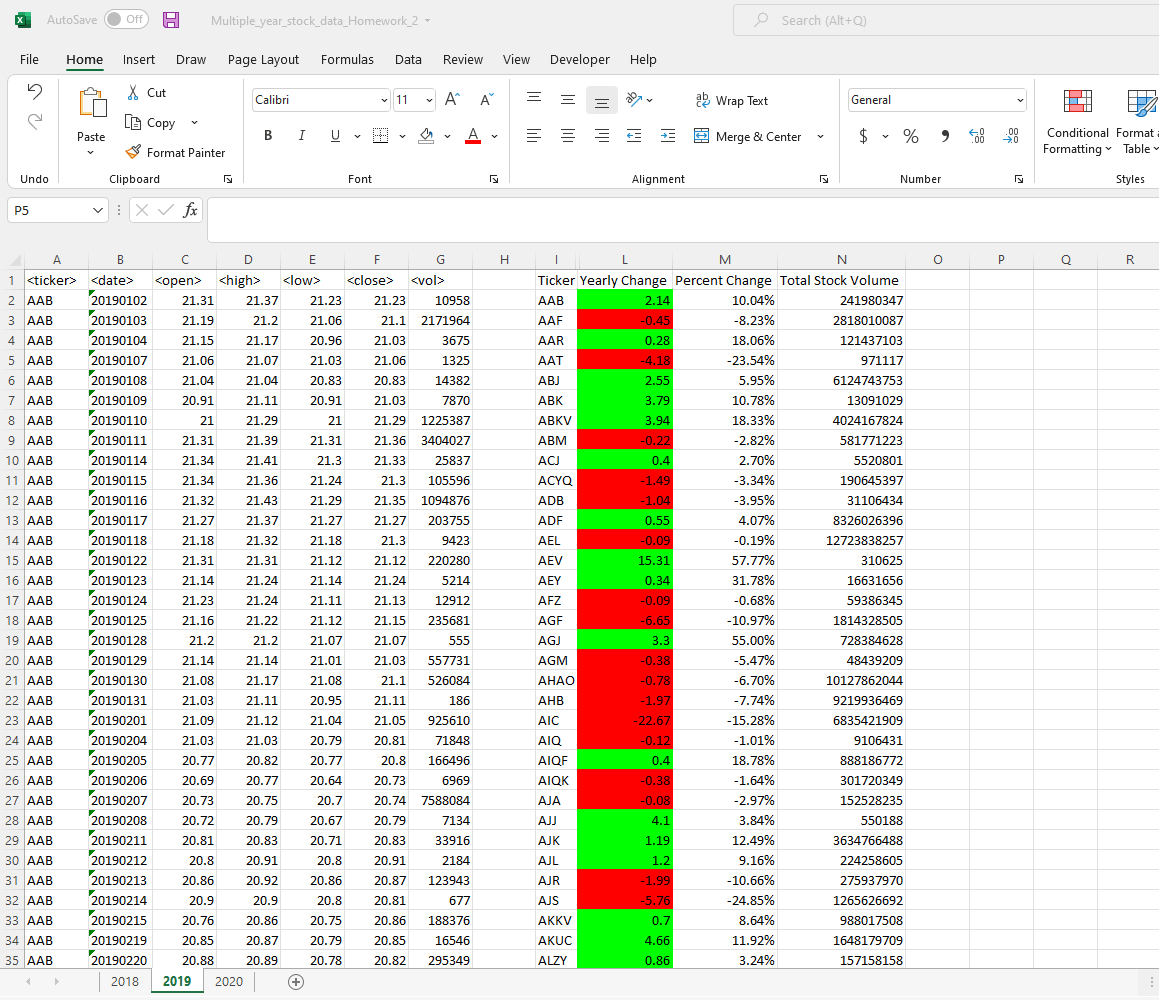 AutoSave Off Multiple_year_stock_data_Homework_2 Search (Alt+Q)
File Home Insert Draw Page Layout Formulas Data Review View Developer Help
Cut
Copy
Format Painter
Paste
Calibri 11
B I U A
ab Wrap Text
Merge & Center
General
$ % 9 .00 .00
Conditional Formatting
Format a
Table
Undo Clipboard Font Alignment Number Styles
P5 fx
A B C D E F G H I L M N O P Q R
1 <ticker> <date> <open> <high> <low> <close> <vol> Ticker Yearly Change Percent Change Total Stock Volume
2 AAB 20190102 21.31 21.37 21.23 21.23 10958 AAB 2.14 10.04% 241980347
3 AAB 20190103 21.19 21.2 21.06 21.1 2171964 AAF -0.45 -8.23% 2818010087
4 AAB 20190104 21.15 21.17 20.96 21.03 3675 AAR 0.28 18.06% 121437103
5 AAB 20190107 21.06 21.07 21.03 21.06 1325 AAT -4.18 -23.54% 971117
6 AAB 20190108 21.04 21.04 20.83 20.83 14382 ABJ 2.55 5.95% 6124743753
7 AAB 20190109 20.91 21.11 20.91 21.03 7870 ABK 3.79 10.78% 13091029
8 AAB 20190110 21 21.29 21 21.29 1225387 ABKV 3.94 18.33% 4024167824
9 AAB 20190111 21.31 21.39 21.31 21.36 3404027 ABM -0.22 -2.82% 581771223
10 AAB 20190114 21.34 21.41 21.3 21.33 25837 ACJ 0.4 2.70% 5520801
11 AAB 20190115 21.34 21.36 21.24 21.3 105596 ACYQ -1.49 -3.34% 190645397
12 AAB 20190116 21.32 21.43 21.29 21.35 1094876 ADB -1.04 -3.95% 31106434
13 AAB 20190117 21.27 21.37 21.27 21.27 203755 ADF 0.55 4.07% 8326026396
14 AAB 20190118 21.18 21.32 21.18 21.3 9423 AEL -0.09 -0.19% 12723838257
15 AAB 20190122 21.31 21.31 21.12 21.12 220280 AEV 15.31 57.77% 310625
16 AAB 20190123 21.14 21.24 21.14 21.24 5214 AEY 0.34 31.78% 16631656
17 AAB 20190124 21.23 21.24 21.11 21.13 12912 AFZ -0.09 -0.68% 59386345
18 AAB 20190125 21.16 21.22 21.12 21.15 235681 AGF -6.65 -10.97% 1814328505
19 AAB 20190128 21.2 21.2 21.07 21.07 555 AGJ 3.3 55.00% 728384628
20 AAB 20190129 21.14 21.14 21.01 21.03 557731 AGM -0.38 -5.47% 48439209
21 AAB 20190130 21.08 21.17 21.08 21.1 526084 AHAO -0.78 -6.70% 10127862044
22 AAB 20190131 21.03 21.11 20.95 21.11 186 AHB -1.97 -7.74% 9219936469
23 AAB 20190201 21.09 21.12 21.04 21.05 925610 AIC -22.67 -15.28% 6835421909
24 AAB 20190204 21.03 21.03 20.79 20.81 71848 AIQ -0.12 -1.01% 9106431
25 AAB 20190205 20.77 20.82 20.77 20.8 166496 AIQF 0.4 18.78% 888186772
26 AAB 20190206 20.69 20.77 20.64 20.73 6969 AIQK -0.38 -1.64% 301720349
27 AAB 20190207 20.73 20.75 20.7 20.74 7588084 AJA -0.08 -2.97% 152528235
28 AAB 20190208 20.72 20.79 20.67 20.79 7134 AJJ 4.1 3.84% 550188
29 AAB 20190211 20.81 20.83 20.71 20.83 33916 AJK 1.19 12.49% 3634766488
30 AAB 20190212 20.8 20.91 20.8 20.91 2184 AJL 1.2 9.16% 224258605
31 AAB 20190213 20.86 20.92 20.86 20.87 123943 AJR -1.99 -10.66% 275937970
32 AAB 20190214 20.9 20.9 20.8 20.81 677 AJS -5.76 -24.85% 1265626692
33 AAB 20190215 20.76 20.86 20.75 20.86 188376 AKKV 0.7 8.64% 988017508
34 AAB 20190219 20.85 20.87 20.79 20.85 16546 AKUC 4.66 11.92% 1648179709
35 AAB 20190220 20.88 20.89 20.78 20.82 295349 ALZY 0.86 3.24% 157158158
2018 2019 2020